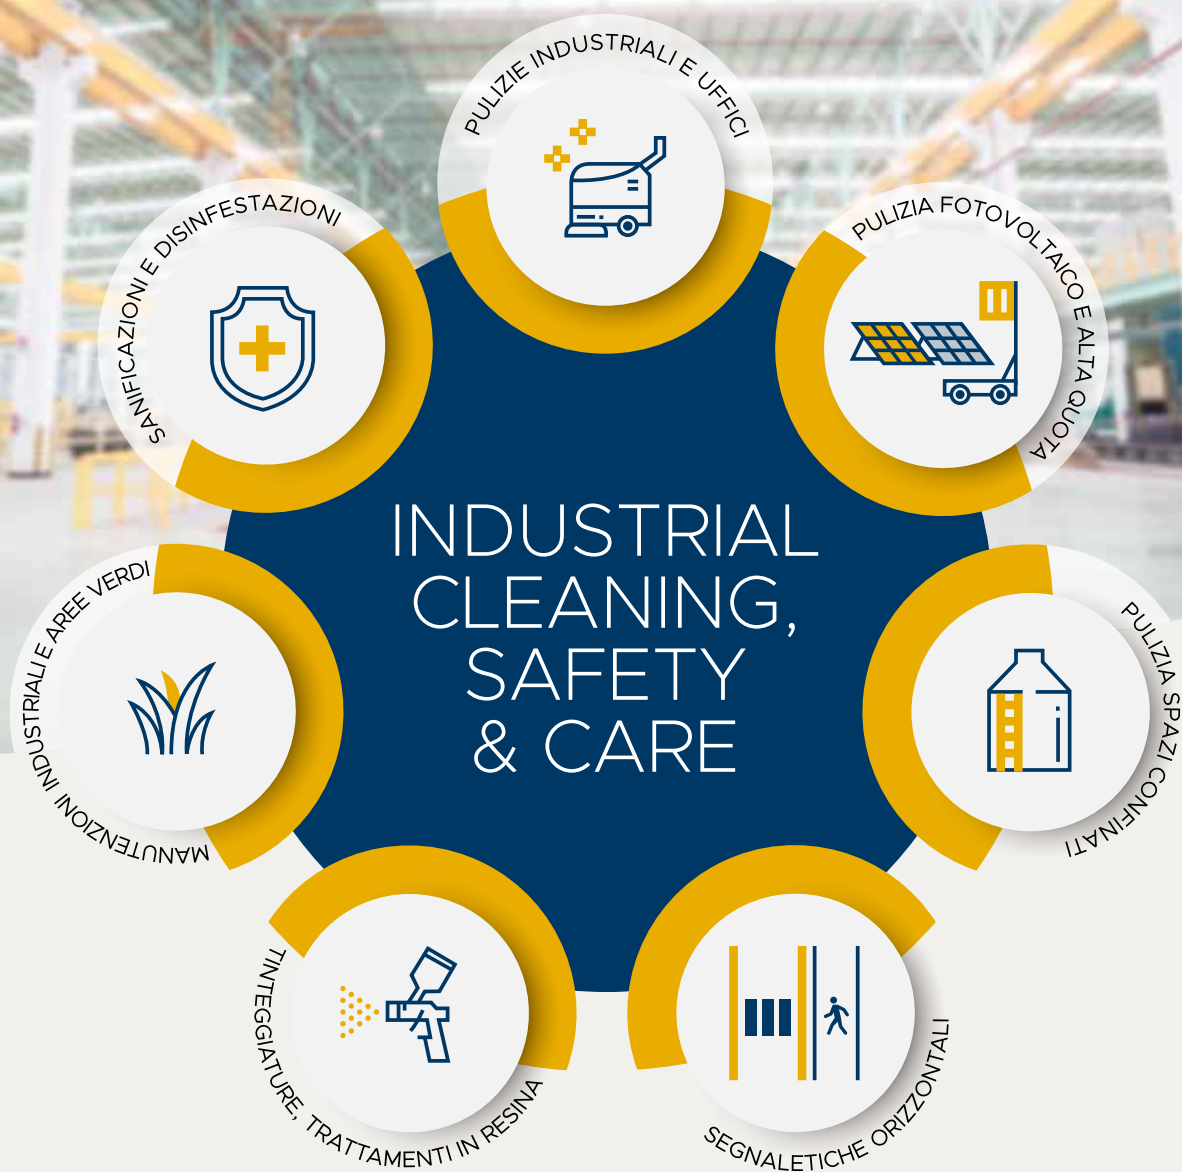 PULIZIE INDUSTRIALI E UFFICI
PULIZIA FOTOVOLTAICO E ALTA QUOTA
PULIZIA SPAZI CONFINATI
SEGNALETICHE ORIZZONTALI
TINTEGGIATURE, TRATTAMENTI IN RESINA
MANUTENZIONI INDUSTRIALI E AREE VERDI
SANIFICAZIONI E DISINFESTAZIONI
INDUSTRIAL
CLEANING,
SAFETY
& CARE